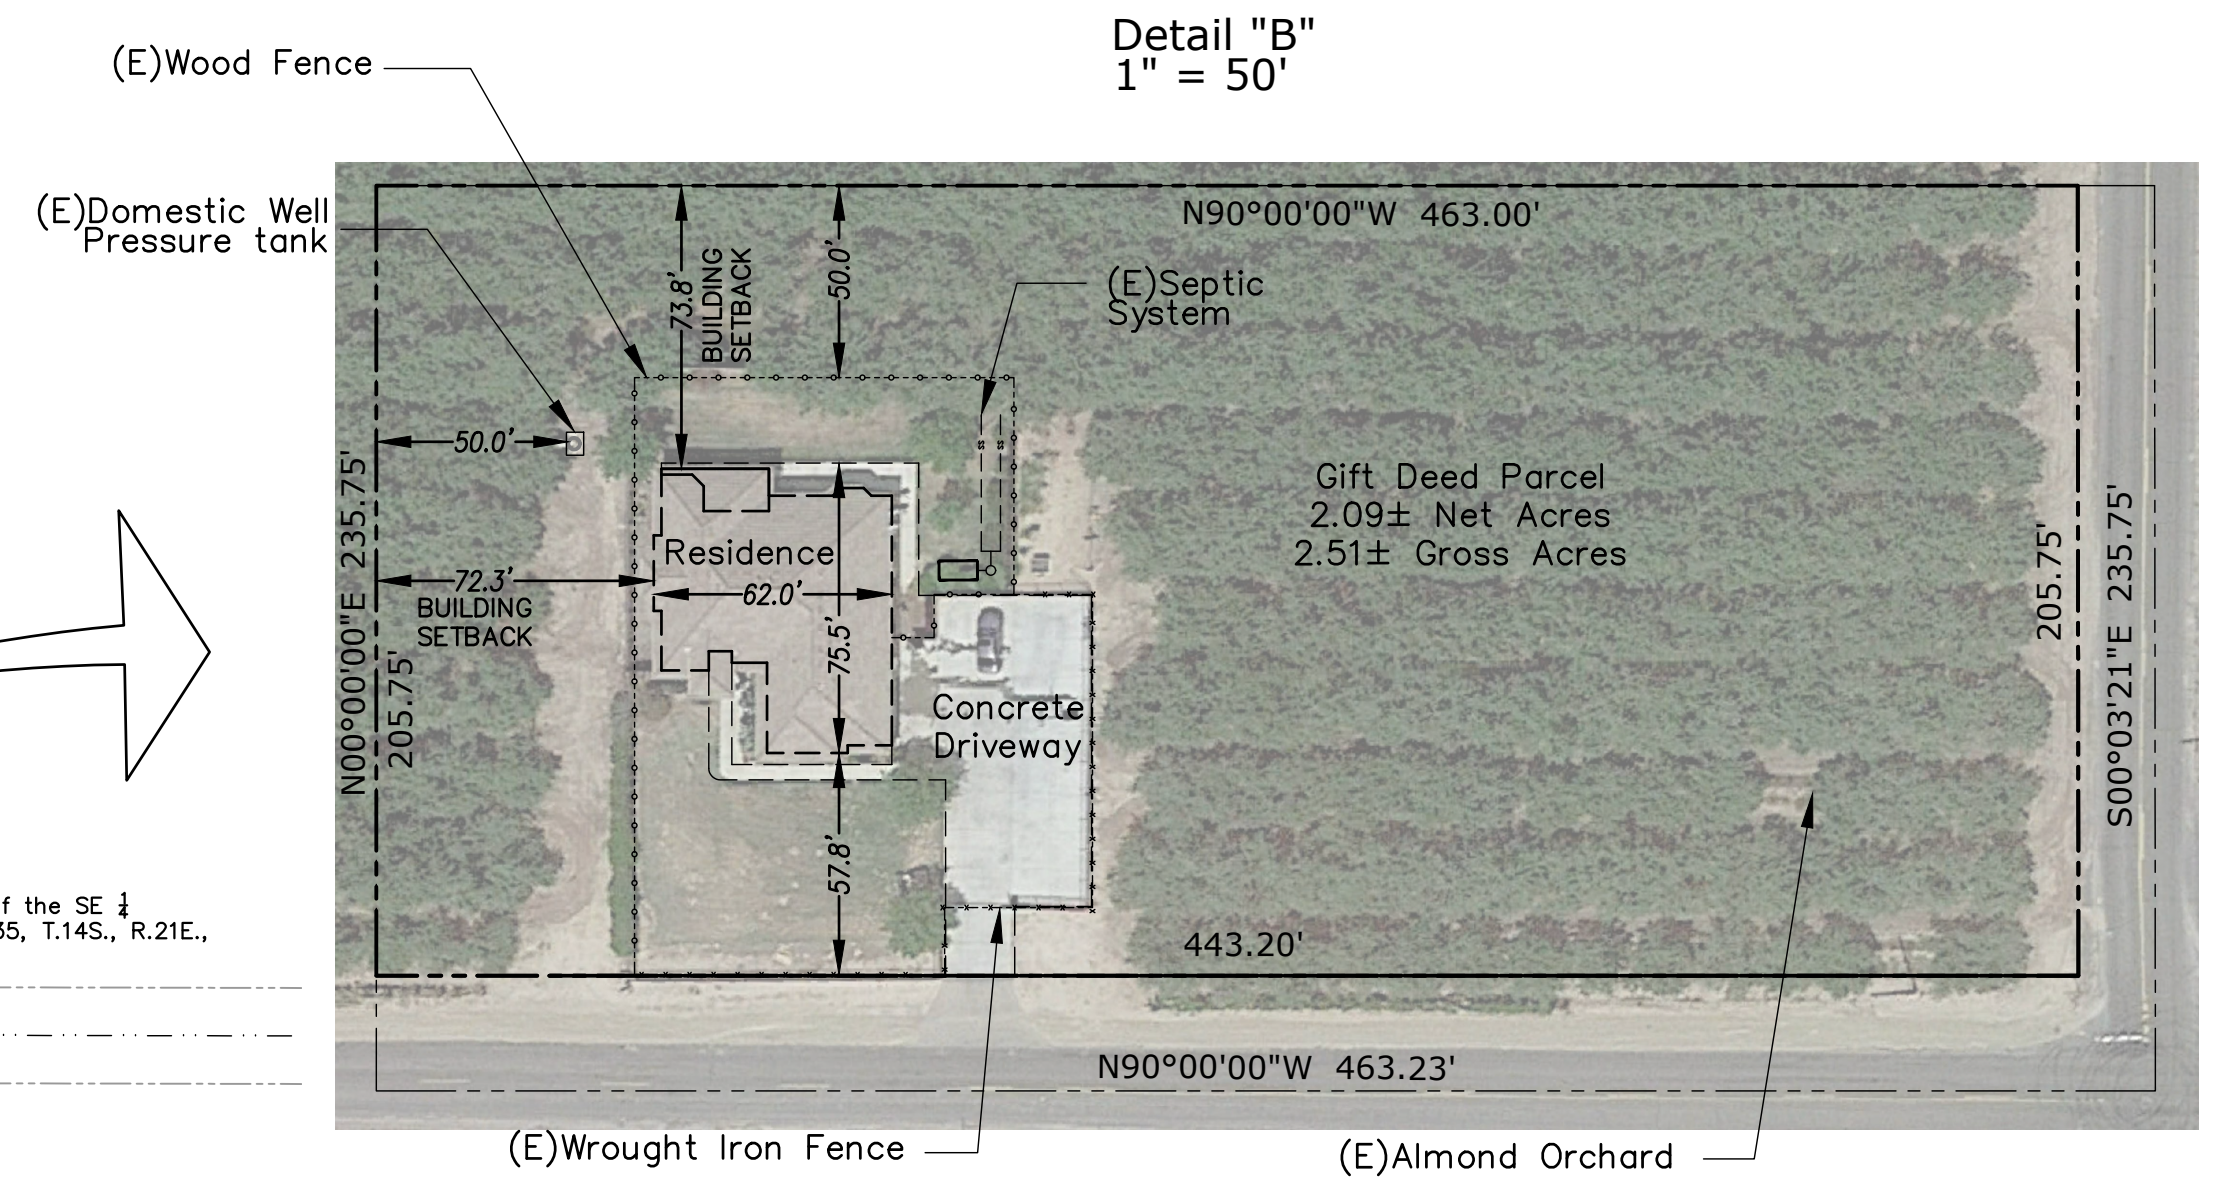 Detail "B"
1" = 50'
(E)Wood Fence
(E)Domestic Well
Pressure tank
N90°00'00"W 463.00'
73.8'
BUILDING
SETBACK
50.0'
(E)Septic
System
50.0'
SS
SS
Gift Deed Parcel
2.09± Net Acres
2.51± Gross Acres
N00°00'00"E 235.75'
205.75'
Residence
72.3'
BUILDING
SETBACK
62.0'
75.5'
205.75'
S00°03'21"E 235.75'
Concrete
Driveway
57.8'
f the SE 1/4
35, T.14S., R.21E.,
443.20'
N90°00'00"W 463.23'
(E)Wrought Iron Fence
(E)Almond Orchard